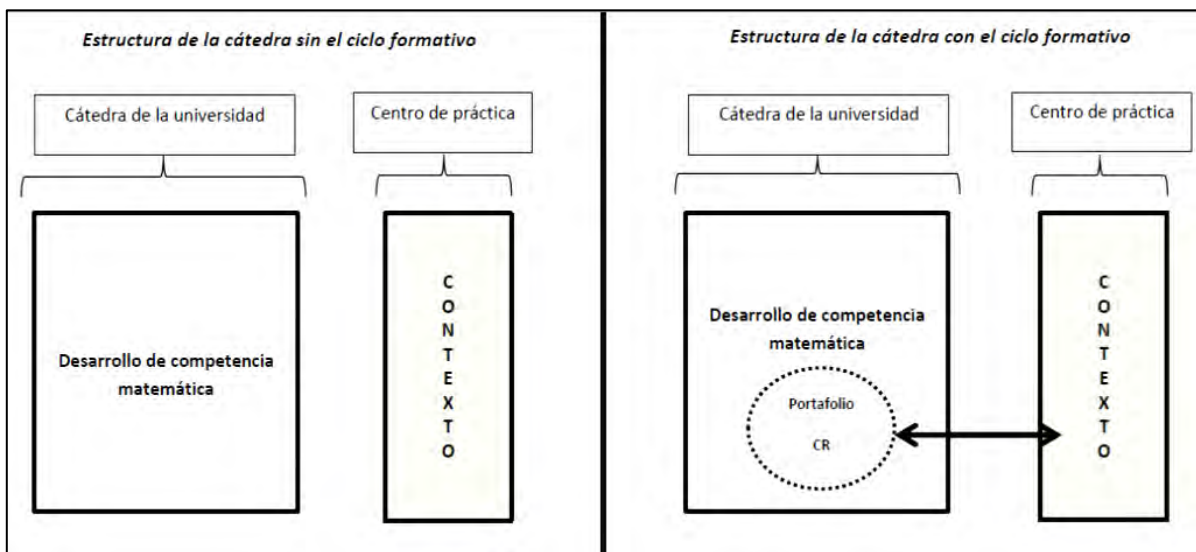 Estructura de la cátedra sin el ciclo formativo
Cátedra de la universidad
Centro de práctica
Desarrollo de competencia
matemática
C
O
N
T
E
X
T
O
Estructura de la cátedra con el ciclo formativo
Cátedra de la universidad
Centro de práctica
Desarrollo de competencia
matemática
Portafolio
CR
C
O
N
T
E
X
T
O